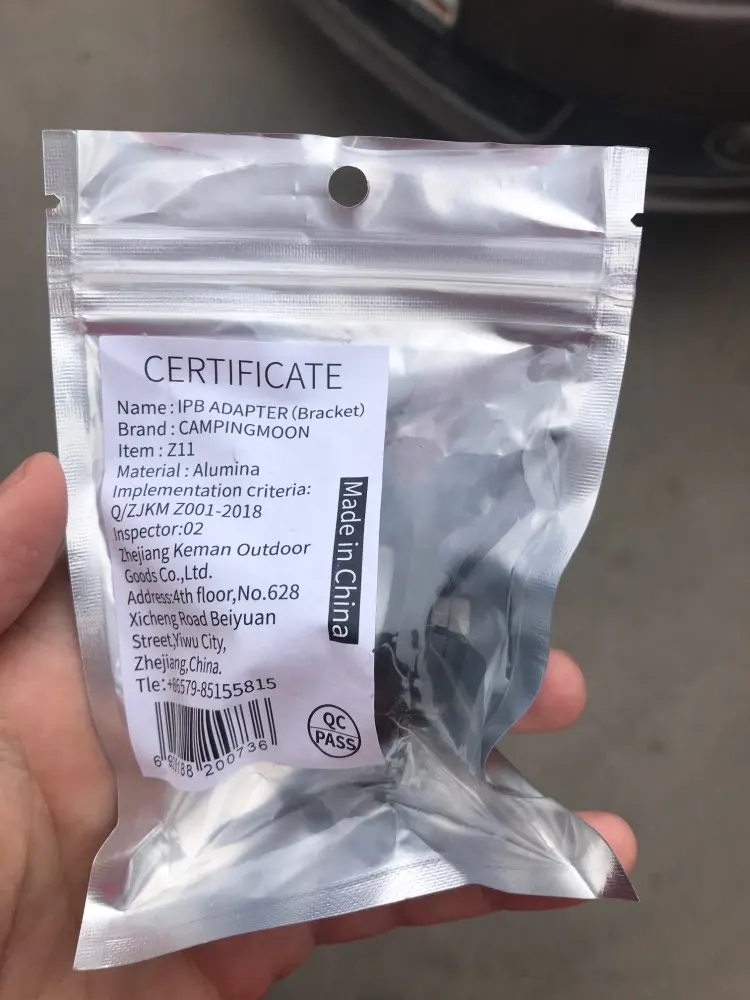 CERTIFICATE
Name : IPB ADAPTER (Bracket)
Brand : CAMPINGMOON
Item : Z11
Material : Alumina
Implementation criteria:
Q/ZJKM Z001-2018
Inspector:02
Zhejiang Keman Outdoor
Goods Co.,Ltd.
Address:4th floor,No.628
Xicheng Road Beiyuan
Street,Yiwu City,
Zhejiang,China.
Tle:+86579-85155815
200736
QC
PASS
Made in China